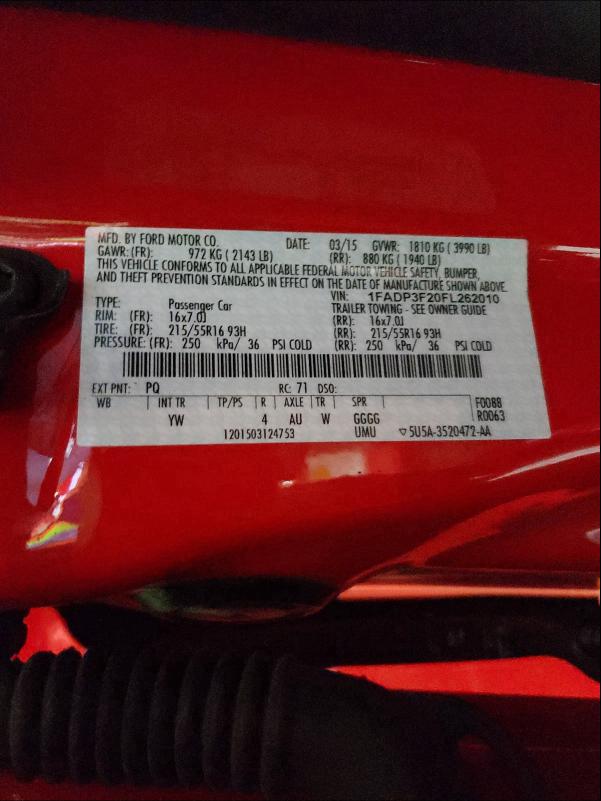 MFD. BY FORD MOTOR CO. DATE: 03/15 GVWR: 1810 KG ( 3990 LB)
GAWR: (FR): 972 KG ( 2143 LB) (RR): 880 KG ( 1940 LB)
THIS VEHICLE CONFORMS TO ALL APPLICABLE FEDERAL MOTOR VEHICLE SAFETY, BUMPER,
AND THEFT PREVENTION STANDARDS IN EFFECT ON THE DATE OF MANUFACTURE SHOWN ABOVE.
VIN: 1FADP3F20FL262010
TYPE: Passenger Car TRAILER TOWING - SEE OWNER GUIDE
RIM: (FR): 16x7.0J (RR): 16x7.0J
TIRE: (FR): 215/55R16 93H (RR): 215/55R16 93H
PRESSURE: (FR): 250 kPa/ 36 PSI COLD (RR): 250 kPa/ 36 PSI COLD
EXT PNT: PQ RC: 71 DSO:
WB INT TR TP/PS R AXLE TR SPR F0088
YW 4 AU W GGGG R0063
1201503124753 UMU ▽5U5A-3520472-AA